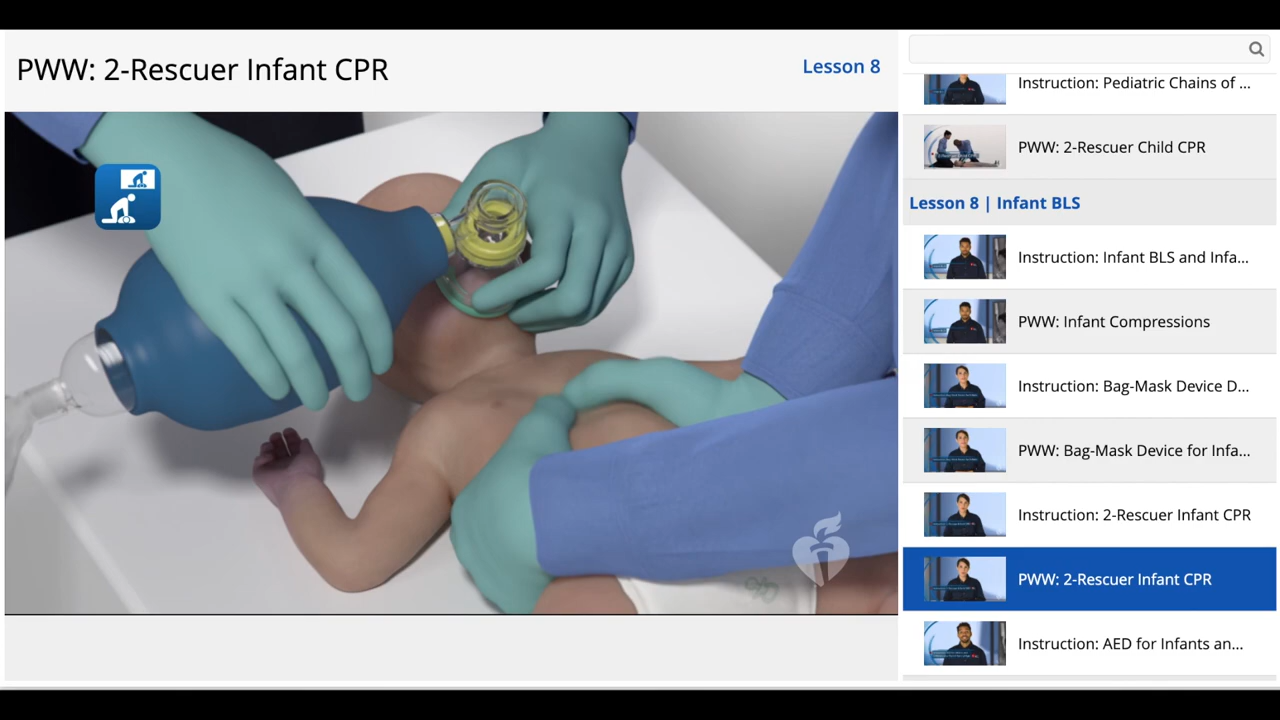 PWW: 2-Rescuer Infant CPR
Lesson 8
Instruction: Pediatric Chains of ...
PWW: 2-Rescuer Child CPR
Lesson 8 | Infant BLS
Instruction: Infant BLS and Infa...
PWW: Infant Compressions
Instruction: Bag-Mask Device D...
PWW: Bag-Mask Device for Infa...
Instruction: 2-Rescuer Infant CPR
PWW: 2-Rescuer Infant CPR
Instruction: AED for Infants an...